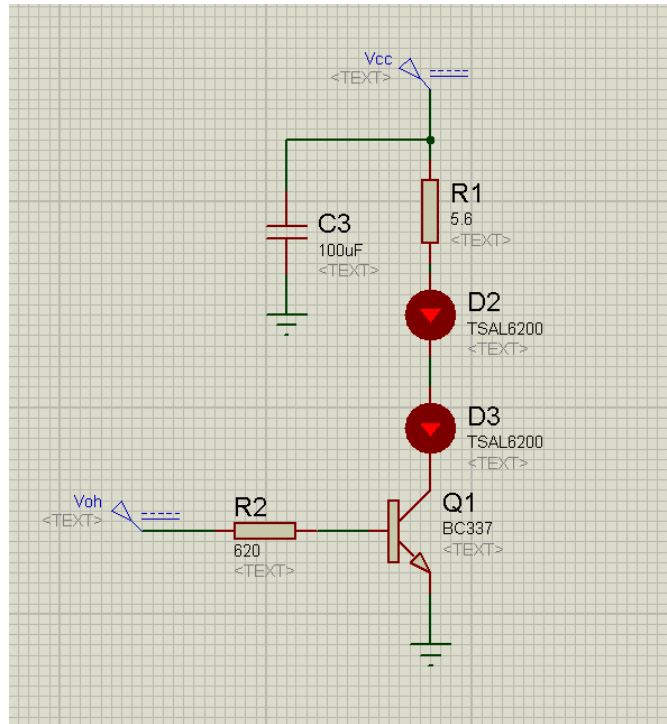 Vcc
<TEXT>
R1
5.6
<TEXT>
C3
100uF
<TEXT>
D2
TSAL6200
<TEXT>
D3
TSAL6200
<TEXT>
Voh
<TEXT>
R2
620
<TEXT>
Q1
BC337
<TEXT>